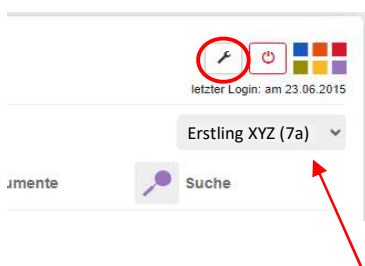 letzter Login: am 23.06.2015
Erstling XYZ (7a)
umente
Suche